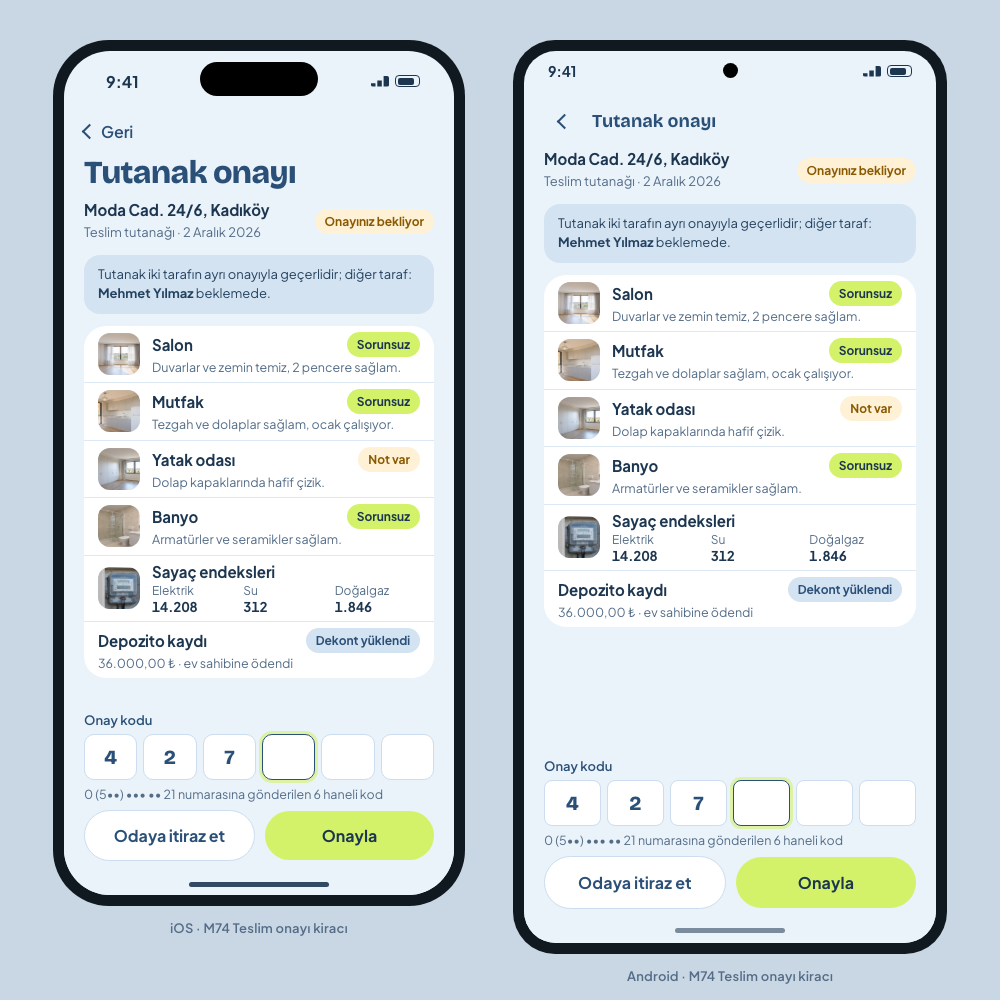 9:41
Geri
Tutanak onayı
Moda Cad. 24/6, Kadıköy
Teslim tutanağı · 2 Aralık 2026
Onayınız bekliyor
Tutanak iki tarafın ayrı onayıyla geçerlidir; diğer taraf:
Mehmet Yılmaz beklemede.
Salon
Sorunsuz
Duvarlar ve zemin temiz, 2 pencere sağlam.
Mutfak
Sorunsuz
Tezgah ve dolaplar sağlam, ocak çalışıyor.
Yatak odası
Not var
Dolap kapaklarında hafif çizik.
Banyo
Sorunsuz
Armatürler ve seramikler sağlam.
Sayaç endeksleri
Elektrik Su Doğalgaz
14.208 312 1.846
Depozito kaydı
Dekont yüklendi
36.000,00 ₺ · ev sahibine ödendi
Onay kodu
4 2 7
0 (5••) ••• •• 21 numarasına gönderilen 6 haneli kod
Odaya itiraz et
Onayla
iOS · M74 Teslim onayı kiracı
9:41
Tutanak onayı
Moda Cad. 24/6, Kadıköy
Teslim tutanağı · 2 Aralık 2026
Onayınız bekliyor
Tutanak iki tarafın ayrı onayıyla geçerlidir; diğer taraf:
Mehmet Yılmaz beklemede.
Salon
Sorunsuz
Duvarlar ve zemin temiz, 2 pencere sağlam.
Mutfak
Sorunsuz
Tezgah ve dolaplar sağlam, ocak çalışıyor.
Yatak odası
Not var
Dolap kapaklarında hafif çizik.
Banyo
Sorunsuz
Armatürler ve seramikler sağlam.
Sayaç endeksleri
Elektrik Su Doğalgaz
14.208 312 1.846
Depozito kaydı
Dekont yüklendi
36.000,00 ₺ · ev sahibine ödendi
Onay kodu
4 2 7
0 (5••) ••• •• 21 numarasına gönderilen 6 haneli kod
Odaya itiraz et
Onayla
Android · M74 Teslim onayı kiracı